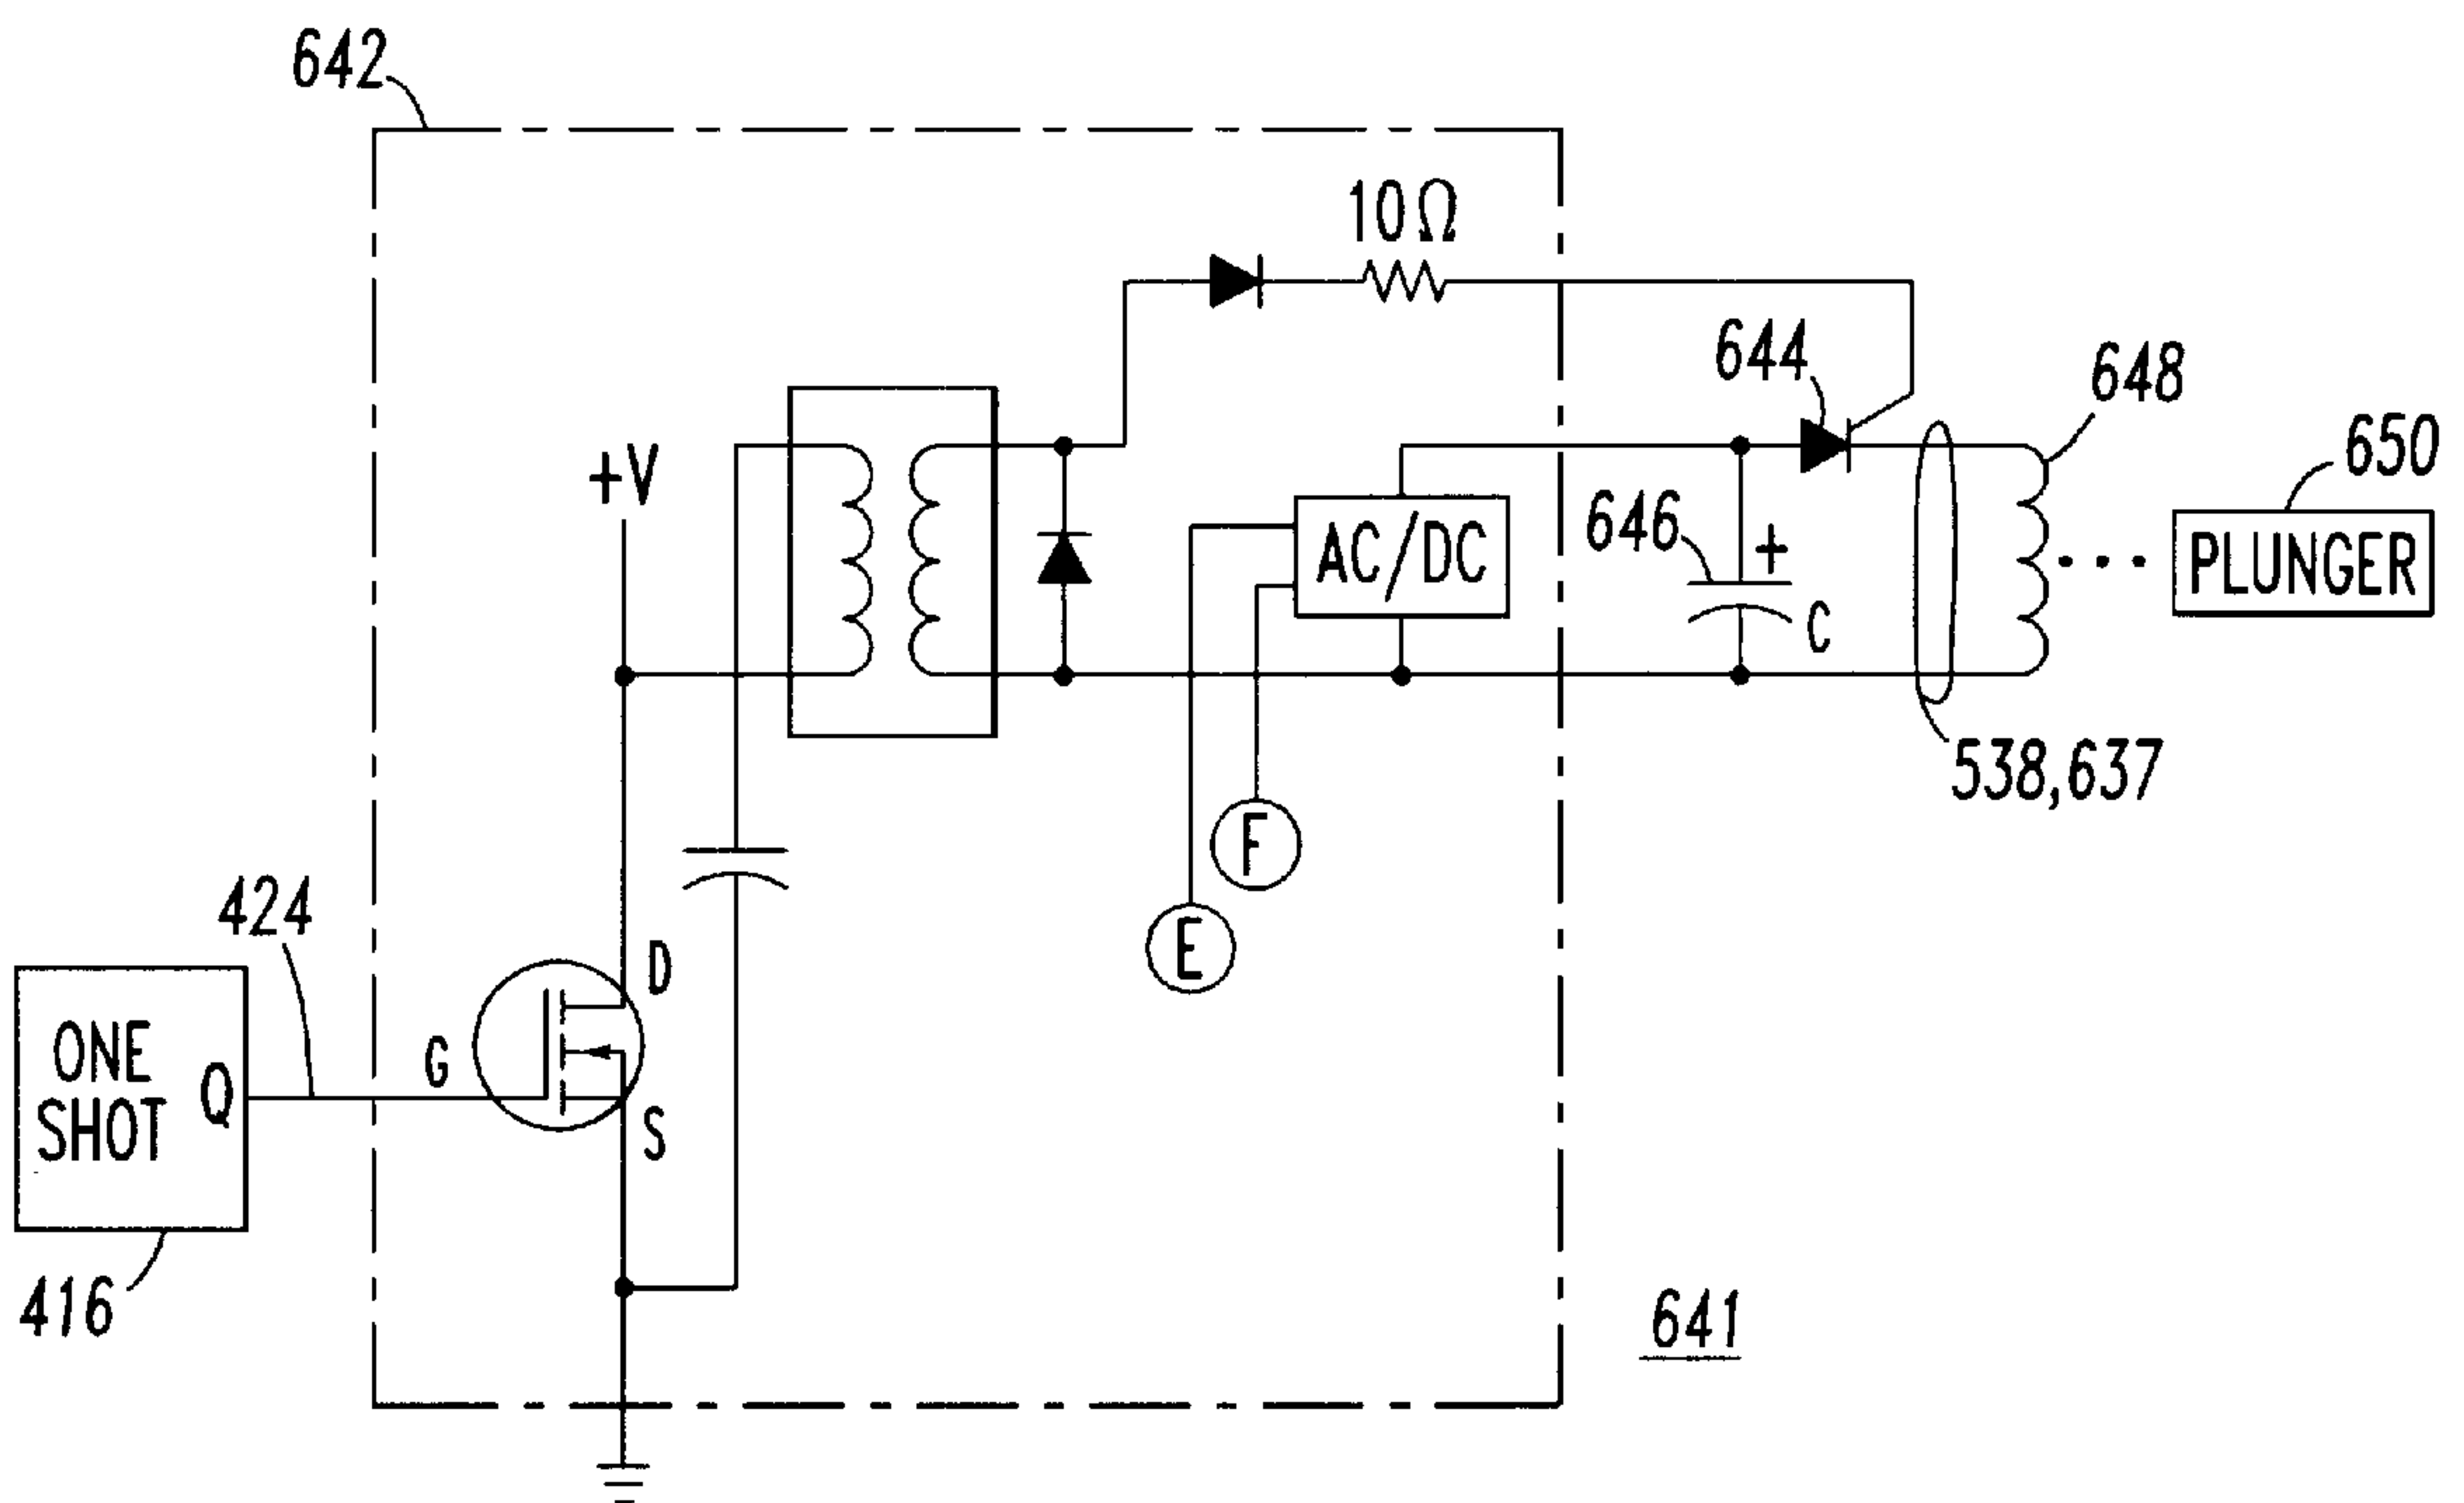 642
10Ω
644
648
650
+V
AC/DC
646
+
C
PLUNGER
538,637
F
E
424
D
G
ONE
SHOT
Q
S
416
641